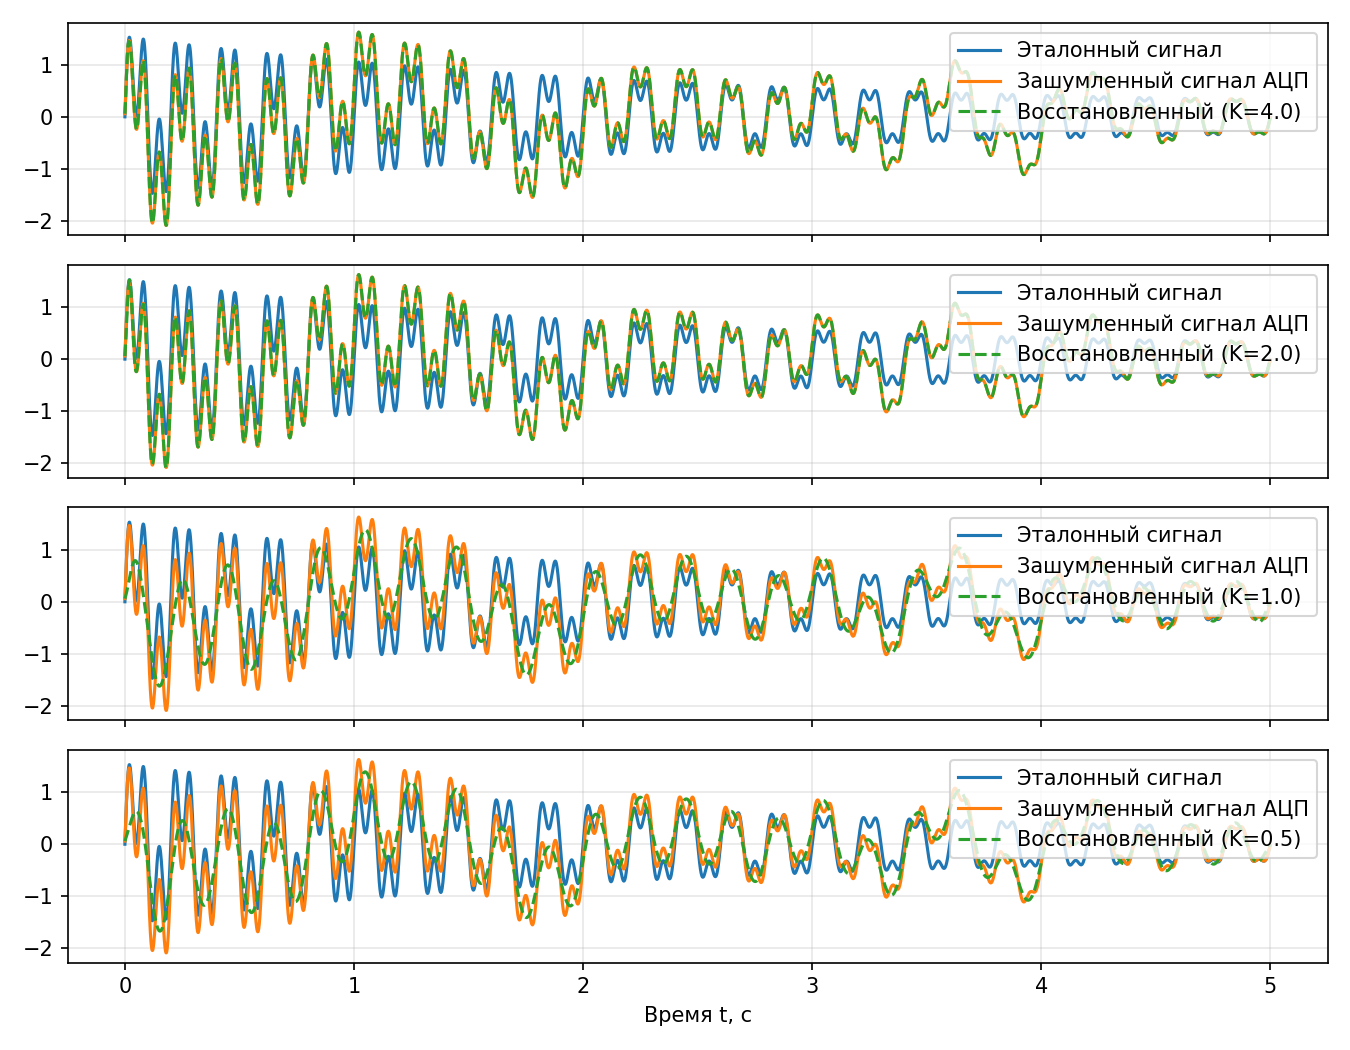 Эталонный сигнал
Зашумленный сигнал АЦП
Восстановленный (K=4.0)
1
0
−1
−2
Эталонный сигнал
Зашумленный сигнал АЦП
Восстановленный (K=2.0)
1
0
−1
−2
Эталонный сигнал
Зашумленный сигнал АЦП
Восстановленный (K=1.0)
1
0
−1
−2
Эталонный сигнал
Зашумленный сигнал АЦП
Восстановленный (K=0.5)
1
0
−1
−2
0 1 2 3 4 5
Время t, с